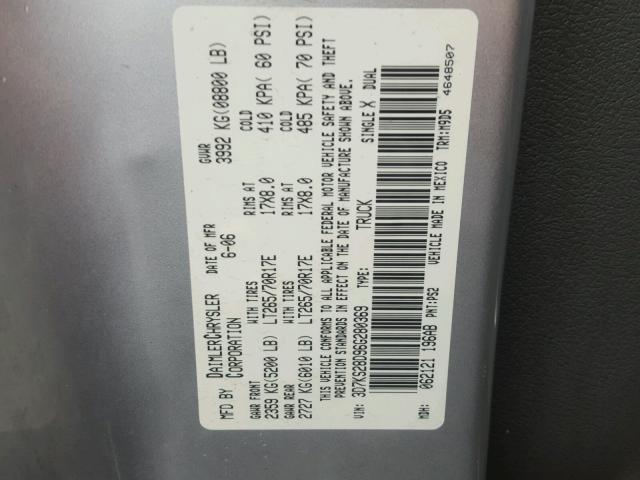 MFD BY DAIMLERCHRYSLER CORPORATION
DATE OF MFR 6-06
GVWR 3992 KG(08800 LB)
GAWR FRONT WITH TIRES RIMS AT COLD
2359 KG(5200 LB) LT265/70R17E 17X8.0 410 KPA( 60 PSI)
GAWR REAR WITH TIRES RIMS AT COLD
2727 KG(6010 LB) LT265/70R17E 17X8.0 485 KPA( 70 PSI)
THIS VEHICLE CONFORMS TO ALL APPLICABLE FEDERAL MOTOR VEHICLE SAFETY AND THEFT
PREVENTION STANDARDS IN EFFECT ON THE DATE OF MANUFACTURE SHOWN ABOVE.
VIN: 3D7KS28D96G280369 TYPE: TRUCK SINGLE X DUAL
MDH: 062121 196AB PNT:PS2 VEHICLE MADE IN MEXICO TRM:M9D5 4648507